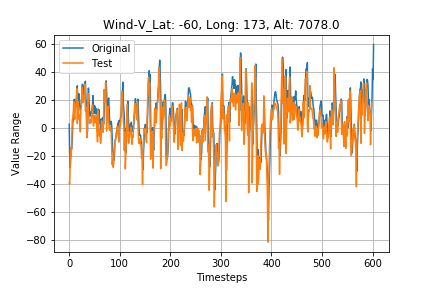 Wind-V_Lat: -60, Long: 173, Alt: 7078.0
Original
Test
Value Range
60
40
20
0
−20
−40
−60
−80
0 100 200 300 400 500 600
Timesteps